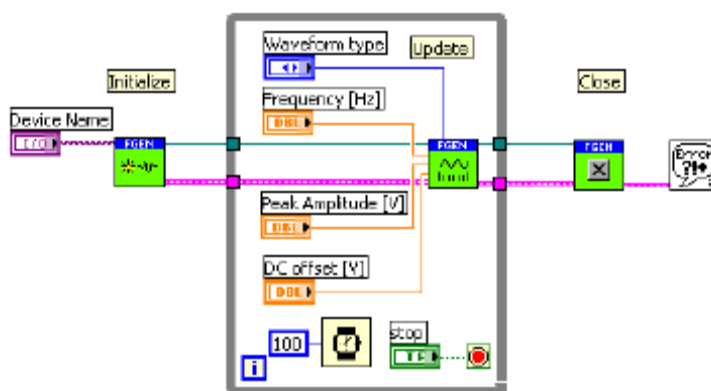 Waveform type
Update
Initialize
Close
Frequency [Hz]
Device Name
I/O
DBL
FGEN
FGEN
FGEN
Error
?!
Peak Amplitude [V]
DBL
DC offset [V]
DBL
stop
100
TF
i